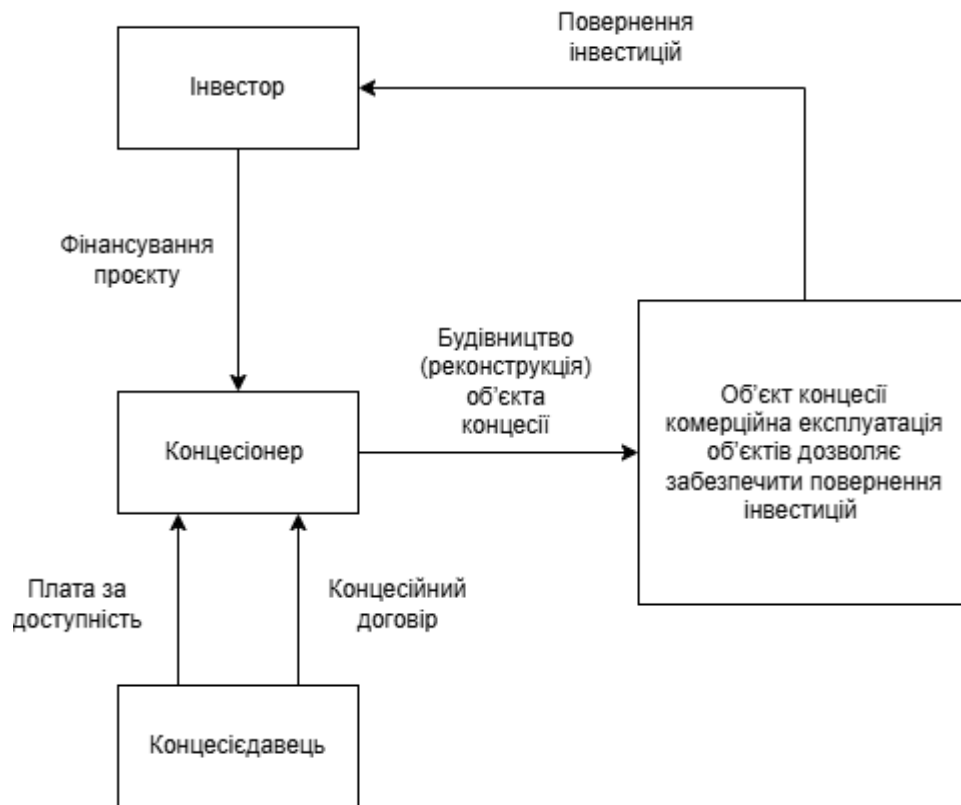 Повернення
інвестицій
Інвестор
Фінансування
проєкту
Будівництво
(реконструкція)
об'єкта
концесії
Об'єкт концесії
комерційна експлуатація
об'єктів дозволяє
забезпечити повернення
інвестицій
Концесіонер
Плата за
доступність
Концесійний
договір
Концесієдавець